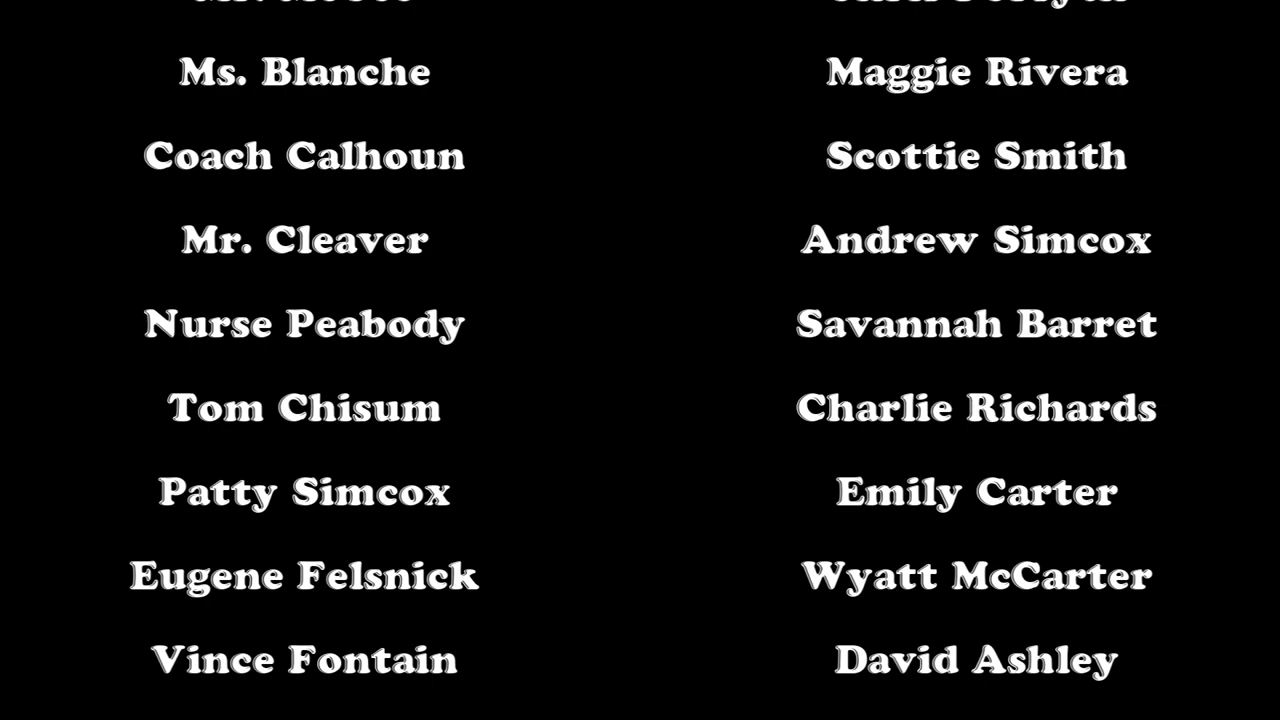 Ms. Blanche Maggie Rivera
Coach Calhoun Scottie Smith
Mr. Cleaver Andrew Simcox
Nurse Peabody Savannah Barret
Tom Chisum Charlie Richards
Patty Simcox Emily Carter
Eugene Felsnick Wyatt McCarter
Vince Fontain David Ashley